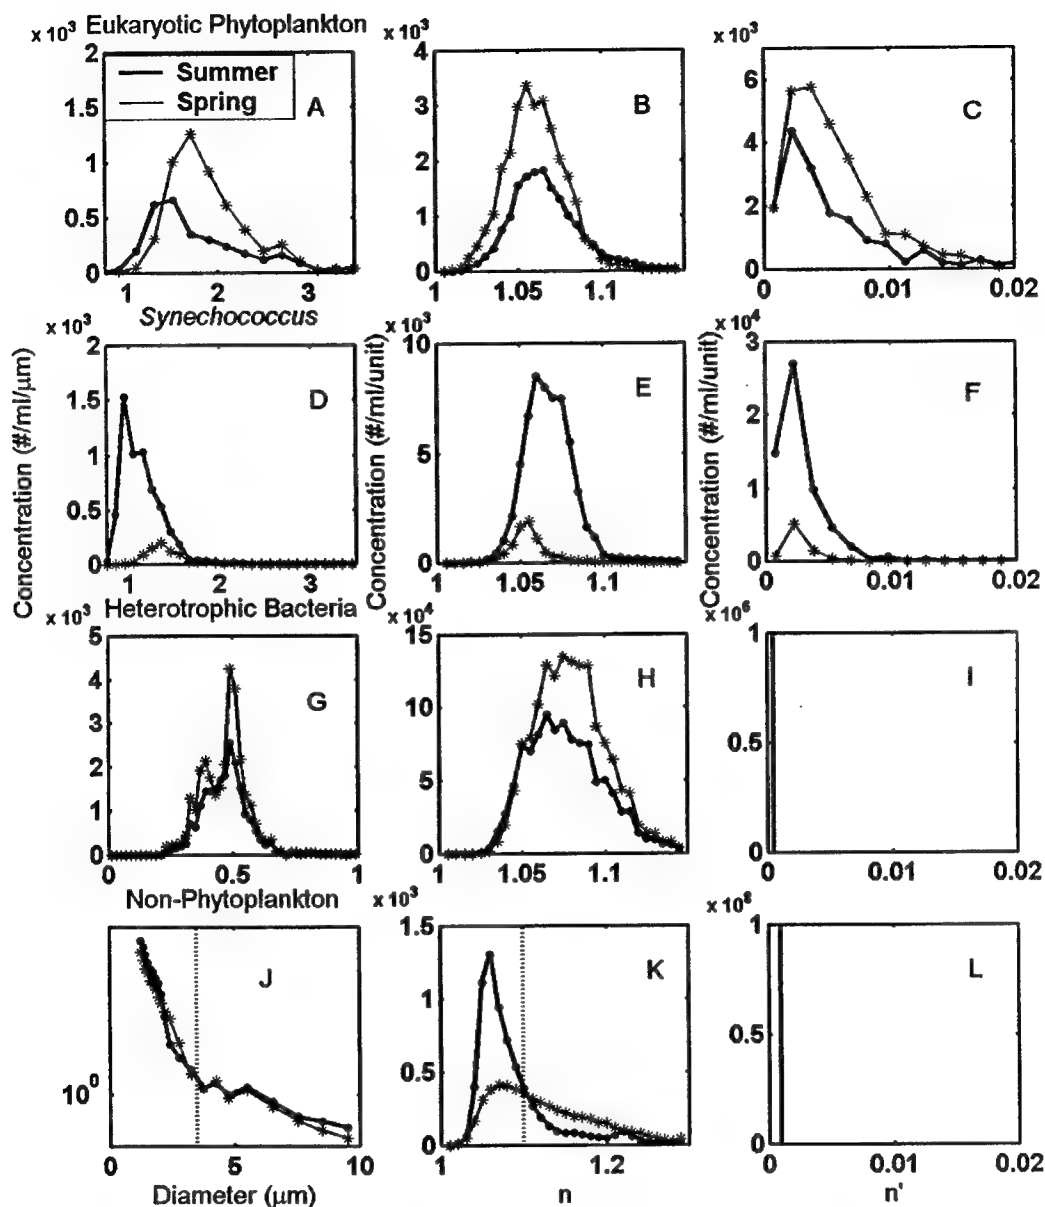 x 10³ Eukaryotic Phytoplankton x 10³ x 10³
Summer
Spring
A
2
1.5
1
0.5
0
1 2 3
B
4
3
2
1
0
1 1.05 1.1
C
6
4
2
0
0 0.01 0.02
x 10³ Synechococcus x 10³ x 10⁴
D
2
1.5
1
0.5
0
1 2 3
E
10
5
0
1 1.05 1.1
F
3
2
1
0
0 0.01 0.02
Concentration (#/ml/μm)
Concentration (#/ml/unit)
Concentration (#/ml/unit)
x 10³ Heterotrophic Bacteria x 10⁴ x 10⁶
G
5
4
3
2
1
0
0 0.5 1
H
15
10
5
0
1 1.05 1.1
I
1
0.5
0
0 0.01 0.02
Non-Phytoplankton x 10³
J
10⁰
0 5 10
Diameter (μm)
K
1.5
1
0.5
0
1 1.2
n
L
1
0.5
0
0 0.01 0.02
n'